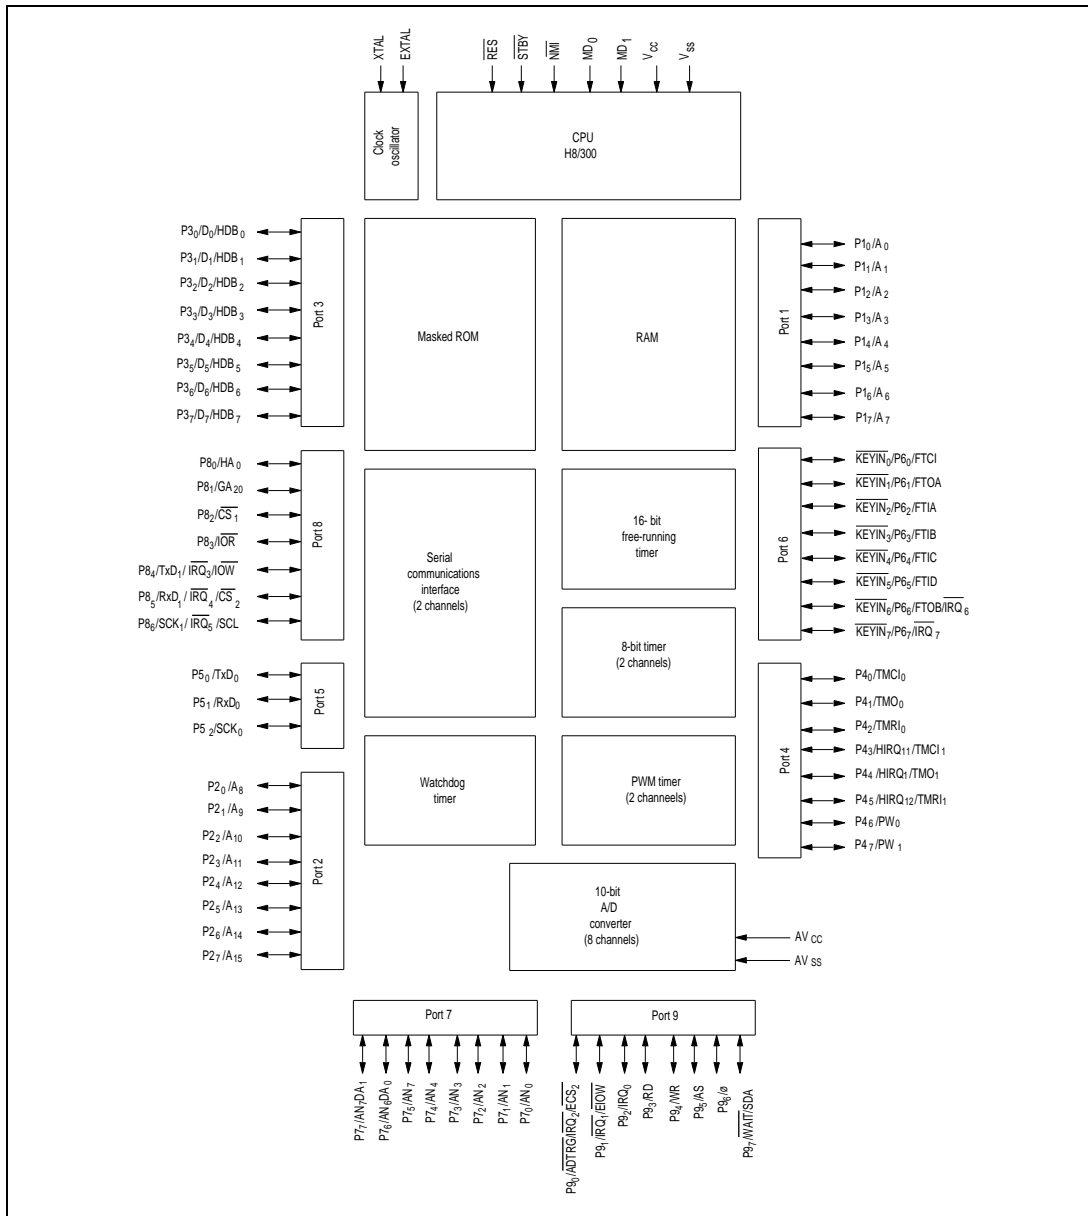 XTAL
EXTAL
RES
STBY
NMI
MD0
MD1
Vcc
Vss
Clock
oscillator
CPU
H8/300
P30/D0/HDB0
P31/D1/HDB1
P32/D2/HDB2
P33/D3/HDB3
P34/D4/HDB4
P35/D5/HDB5
P36/D6/HDB6
P37/D7/HDB7
Port 3
Masked ROM
RAM
Port 1
P10/A0
P11/A1
P12/A2
P13/A3
P14/A4
P15/A5
P16/A6
P17/A7
P80/HA0
P81/GA20
P82/CS1
P83/IOR
P84/TxD1/IRQ3/IOW
P85/RxD1/IRQ4/CS2
P86/SCK1/IRQ5/SCL
Port 8
Serial
communications
interface
(2 channels)
16- bit
free-running
timer
Port 6
KEYIN0/P60/FTCI
KEYIN1/P61/FTOA
KEYIN2/P62/FTIA
KEYIN3/P63/FTIB
KEYIN4/P64/FTIC
KEYIN5/P65/FTID
KEYIN6/P66/FTOB/IRQ6
KEYIN7/P67/IRQ7
8-bit timer
(2 channels)
P50/TxD0
P51/RxD0
P52/SCK0
Port 5
Port 4
P40/TMCI0
P41/TMO0
P42/TMRI0
P43/HIRQ11/TMCI1
P44/HIRQ1/TMO1
P45/HIRQ12/TMRI1
P46/PW0
P47/PW1
Watchdog
timer
PWM timer
(2 channeels)
P20/A8
P21/A9
P22/A10
P23/A11
P24/A12
P25/A13
P26/A14
P27/A15
Port 2
10-bit
A/D
converter
(8 channels)
AVCC
AVSS
Port 7
Port 9
P77/AN7DA1
P76/AN6DA0
P75/AN7
P74/AN4
P73/AN3
P72/AN2
P71/AN1
P70/AN0
P90/ADTRG/IRQ2/ECS2
P91/IRQ1/EIOW
P92/IRQ0
P93/RD
P94/WR
P95/AS
P96/ø
P97/WAIT/SDA